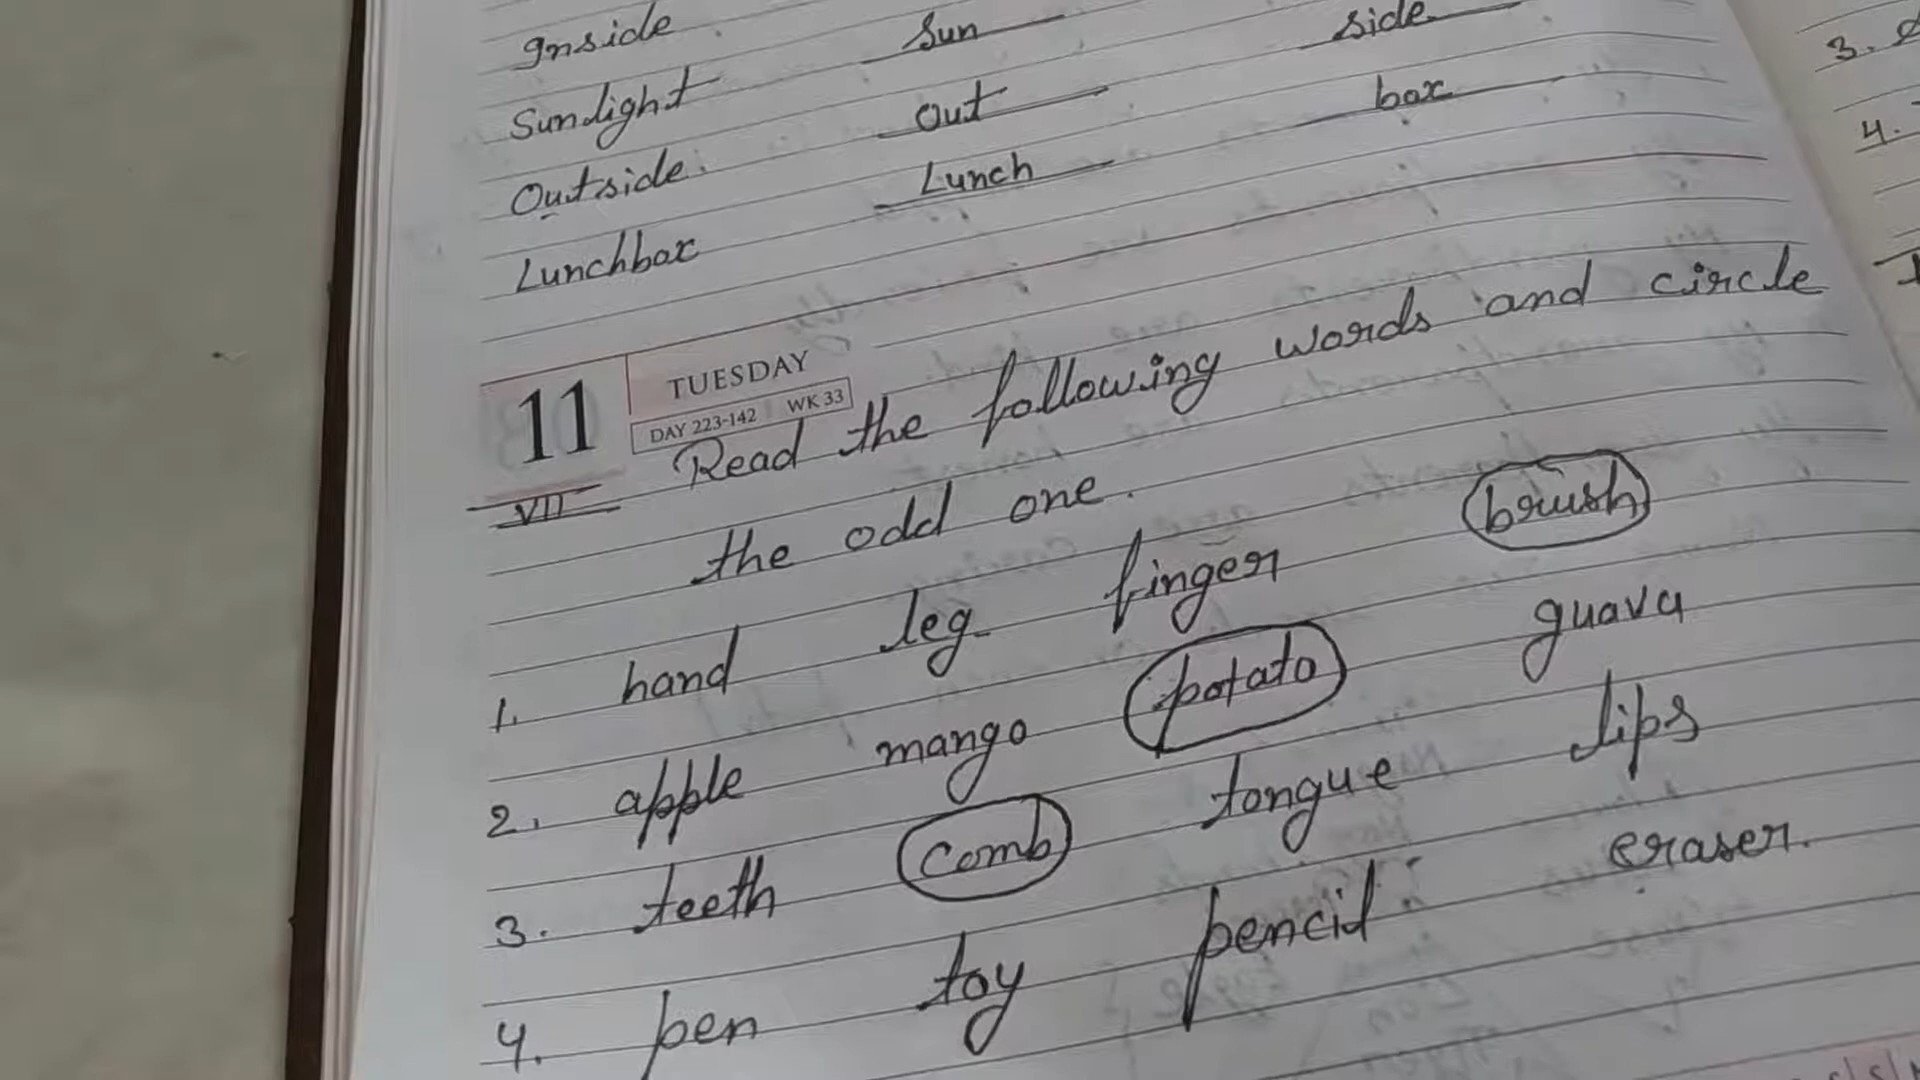 Inside Sun side
Sunlight Out box
Outside Lunch
Lunchbox
11 TUESDAY
DAY 223-142 WK 33
VII
Read the following words and circle
the odd one.
1. hand leg finger brush
2. apple mango potato guava
3. teeth comb tongue lips
4. pen toy pencil eraser.
3.
4.